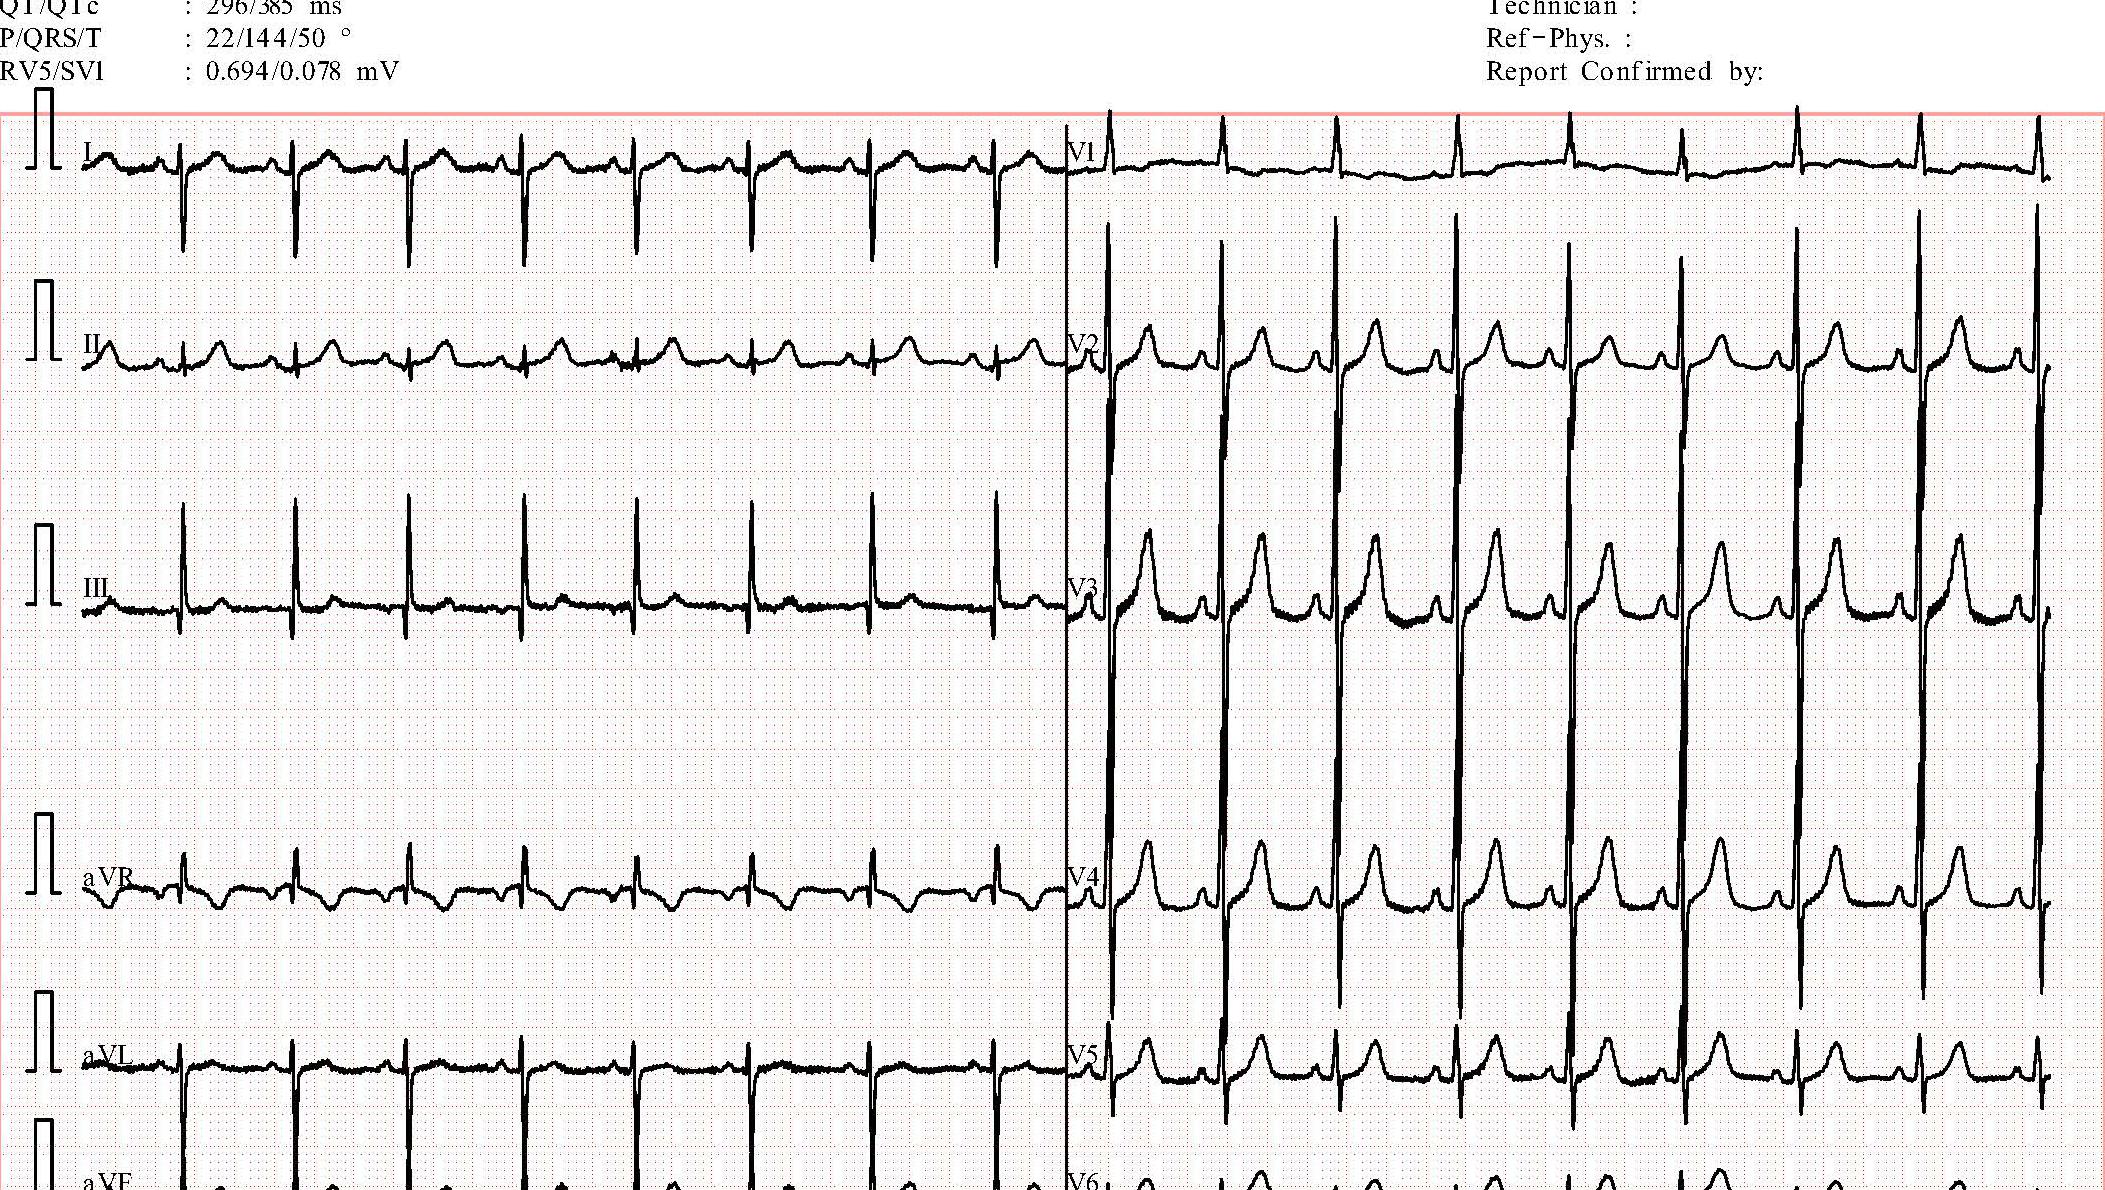 QT/QTc : 296/385 ms
P/QRS/T : 22/144/50 °
RV5/SV1 : 0.694/0.078 mV
Technician :
Ref-Phys. :
Report Confirmed by:
I
II
III
aVR
aVL
aVF
V1
V2
V3
V4
V5
V6